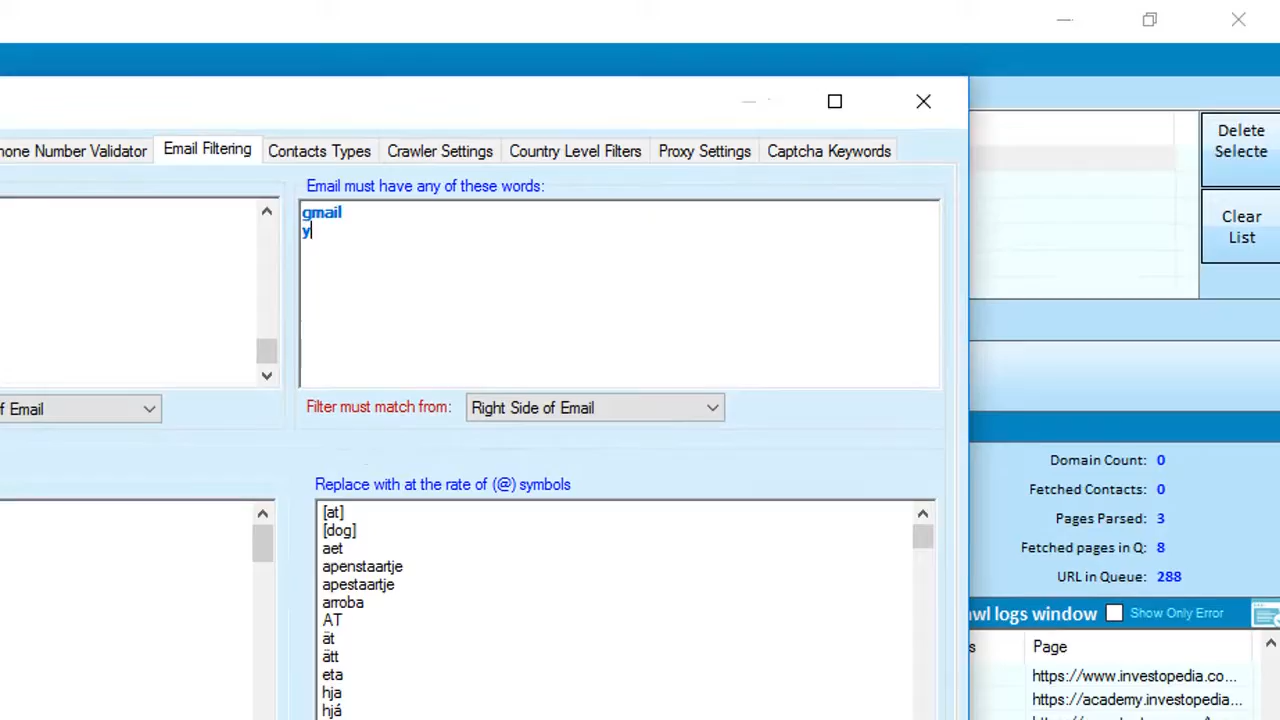 Delete
Selecte
hone Number Validator
Email Filtering
Contacts Types
Crawler Settings
Country Level Filters
Proxy Settings
Captcha Keywords
Email must have any of these words:
gmail
y
Clear
List
of Email
Filter must match from:
Right Side of Email
Domain Count: 0
Fetched Contacts: 0
Pages Parsed: 3
Fetched pages in Q: 8
URL in Queue: 288
Replace with at the rate of (@) symbols
[at]
[dog]
aet
apenstaartje
apestaartje
arroba
AT
ät
ätt
eta
hja
hjá
awl logs window
Show Only Error
s
Page
https://www.investopedia.co...
https://academy.investopedia...